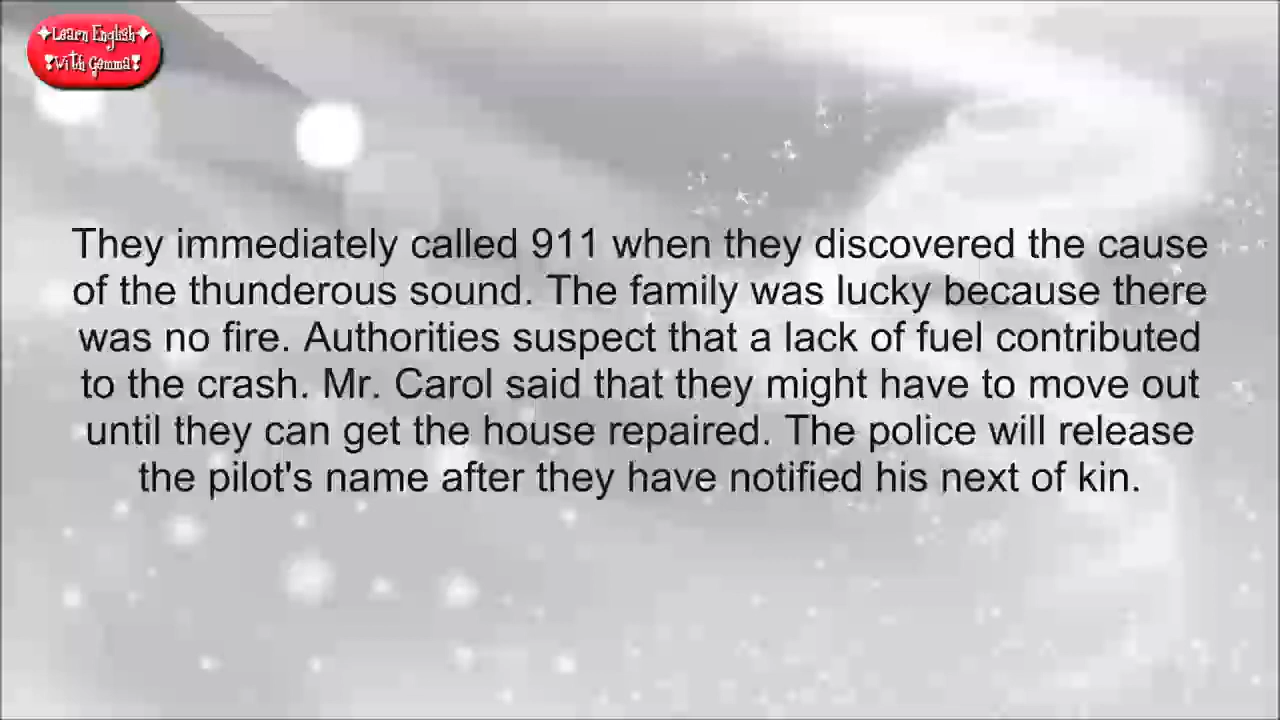 ✦Learn English✦
❣With Gemma❣
They immediately called 911 when they discovered the cause
of the thunderous sound. The family was lucky because there
was no fire. Authorities suspect that a lack of fuel contributed
to the crash. Mr. Carol said that they might have to move out
until they can get the house repaired. The police will release
the pilot's name after they have notified his next of kin.